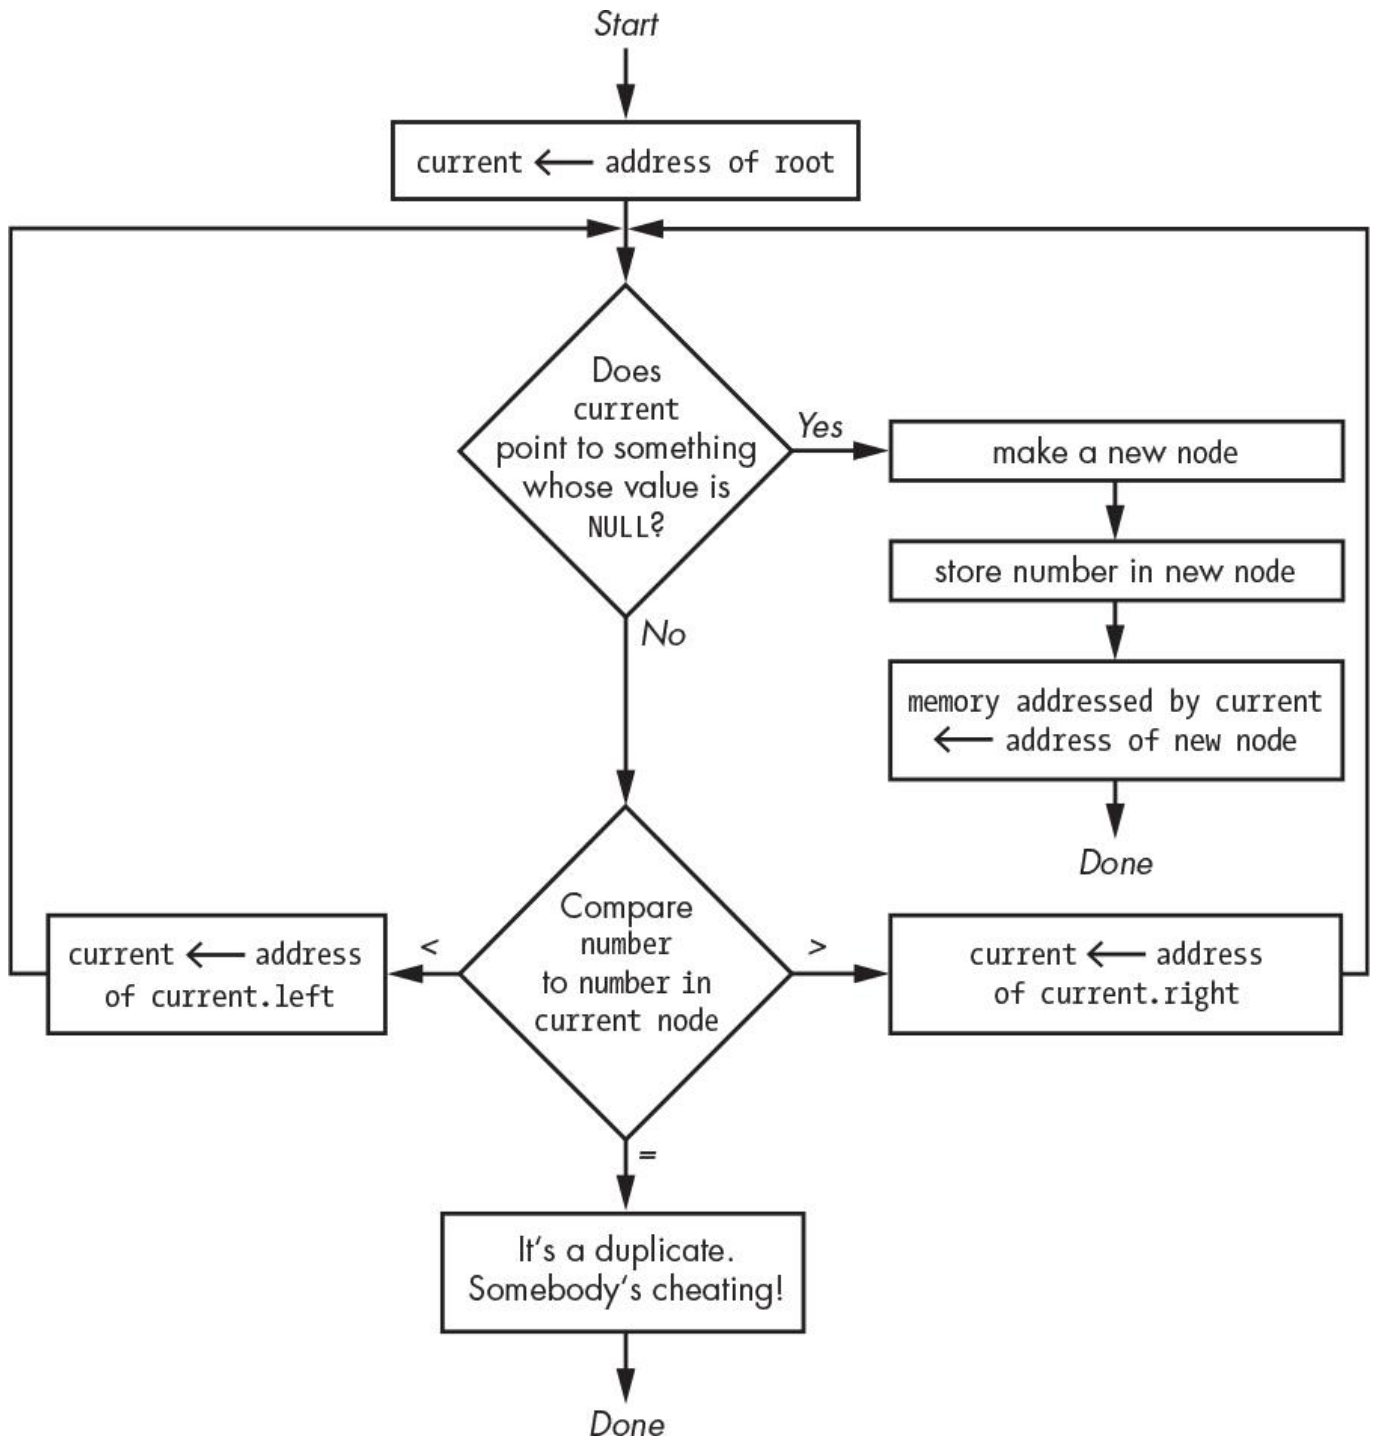 Start
current ← address of root
Does
current
point to something
whose value is
NULL?
Yes
make a new node
store number in new node
No
memory addressed by current
← address of new node
Done
Compare
number
to number in
current node
<
current ← address
of current.left
>
current ← address
of current.right
=
It's a duplicate.
Somebody's cheating!
Done